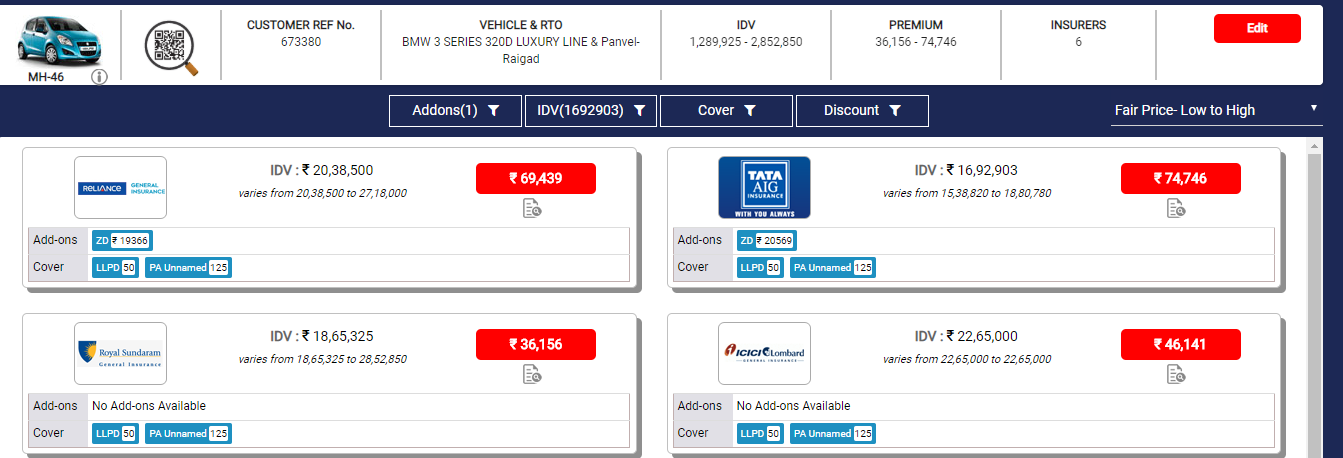 MH-46
CUSTOMER REF No.
673380
VEHICLE & RTO
BMW 3 SERIES 320D LUXURY LINE & Panvel-
Raigad
IDV
1,289,925 - 2,852,850
PREMIUM
36,156 - 74,746
INSURERS
6
Edit
Addons(1)
IDV(1692903)
Cover
Discount
Fair Price- Low to High
RELIANCE GENERAL
INSURANCE
IDV : ₹ 20,38,500
varies from 20,38,500 to 27,18,000
₹ 69,439
Add-ons ZD ₹ 19366
Cover LLPD 50 PA Unnamed 125
TATA
AIG
INSURANCE
WITH YOU ALWAYS
IDV : ₹ 16,92,903
varies from 15,38,820 to 18,80,780
₹ 74,746
Add-ons ZD ₹ 20569
Cover LLPD 50 PA Unnamed 125
Royal Sundaram
General Insurance
IDV : ₹ 18,65,325
varies from 18,65,325 to 28,52,850
₹ 36,156
Add-ons No Add-ons Available
Cover LLPD 50 PA Unnamed 125
ICICI Lombard
GENERAL INSURANCE
IDV : ₹ 22,65,000
varies from 22,65,000 to 22,65,000
₹ 46,141
Add-ons No Add-ons Available
Cover LLPD 50 PA Unnamed 125